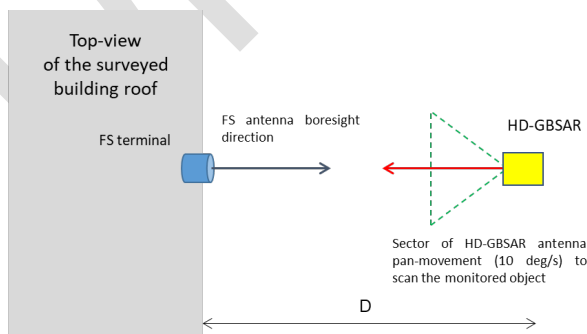 Top-view
of the surveyed
building roof
FS antenna boresight
direction
HD-GBSAR
FS terminal
Sector of HD-GBSAR antenna
pan-movement (10 deg/s) to
scan the monitored object
D